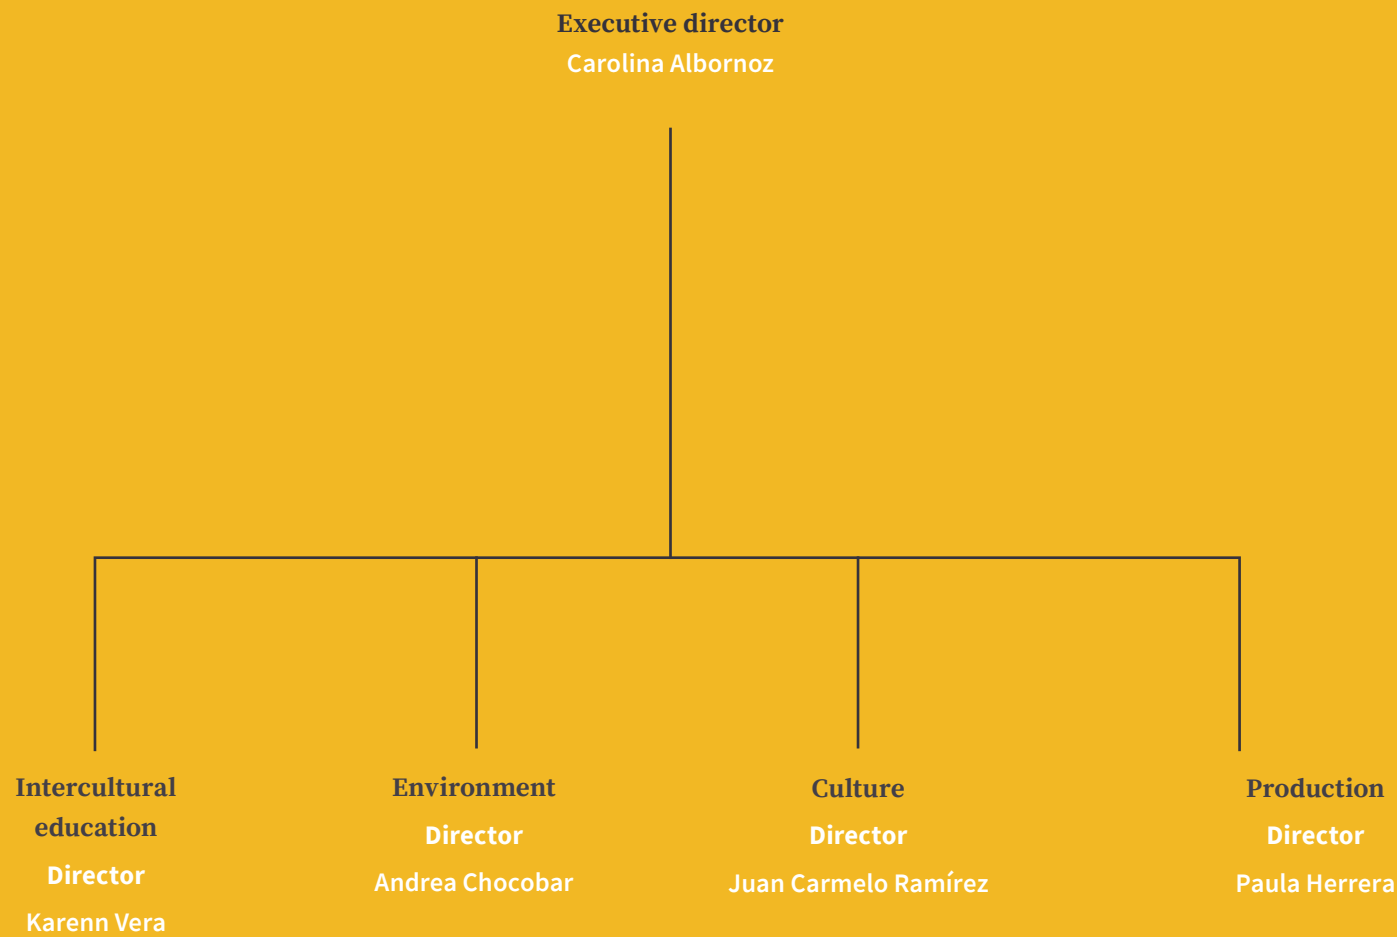 Executive director
Carolina Albornoz
Intercultural
education
Director
Karenn Vera
Environment
Director
Andrea Chocobar
Culture
Director
Juan Carmelo Ramírez
Production
Director
Paula Herrera